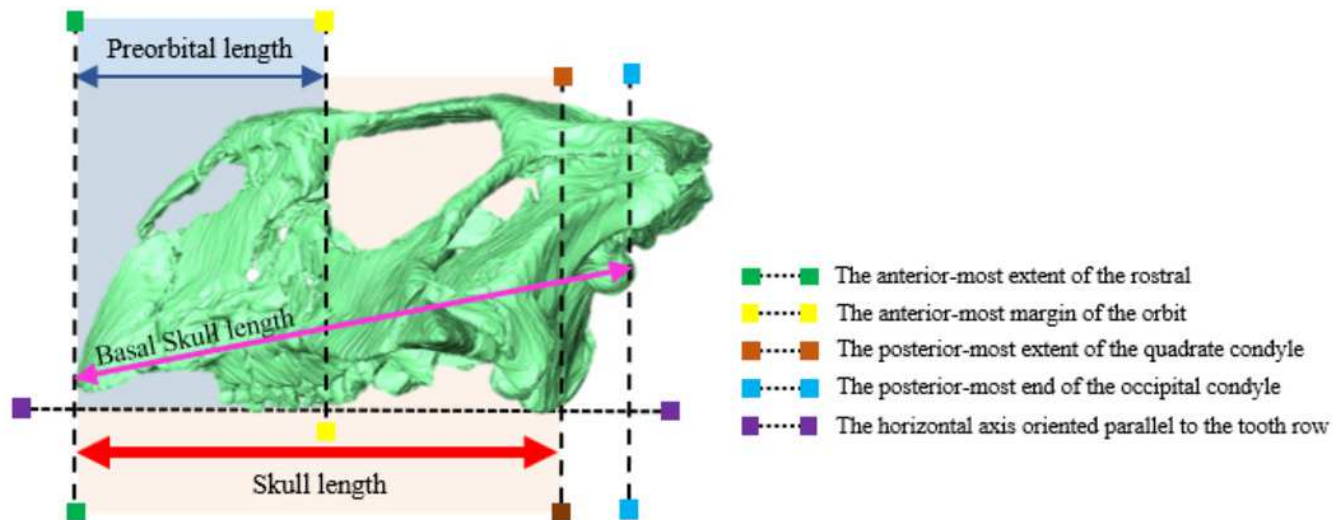 Preorbital length
Basal Skull length
Skull length
The anterior-most extent of the rostral
The anterior-most margin of the orbit
The posterior-most extent of the quadrate condyle
The posterior-most end of the occipital condyle
The horizontal axis oriented parallel to the tooth row